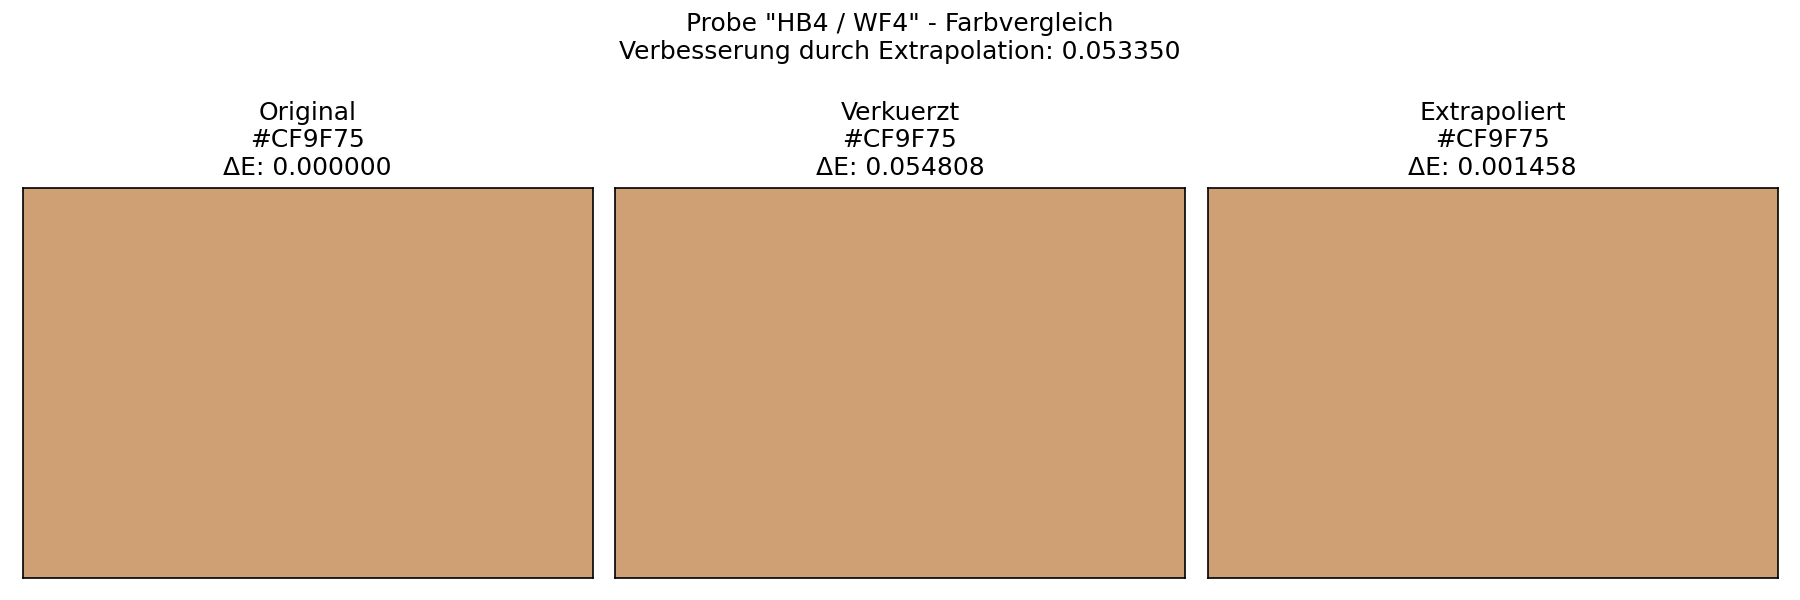 Probe "HB4 / WF4" - Farbvergleich
Verbesserung durch Extrapolation: 0.053350
Original
#CF9F75
ΔE: 0.000000
Verkuerzt
#CF9F75
ΔE: 0.054808
Extrapoliert
#CF9F75
ΔE: 0.001458